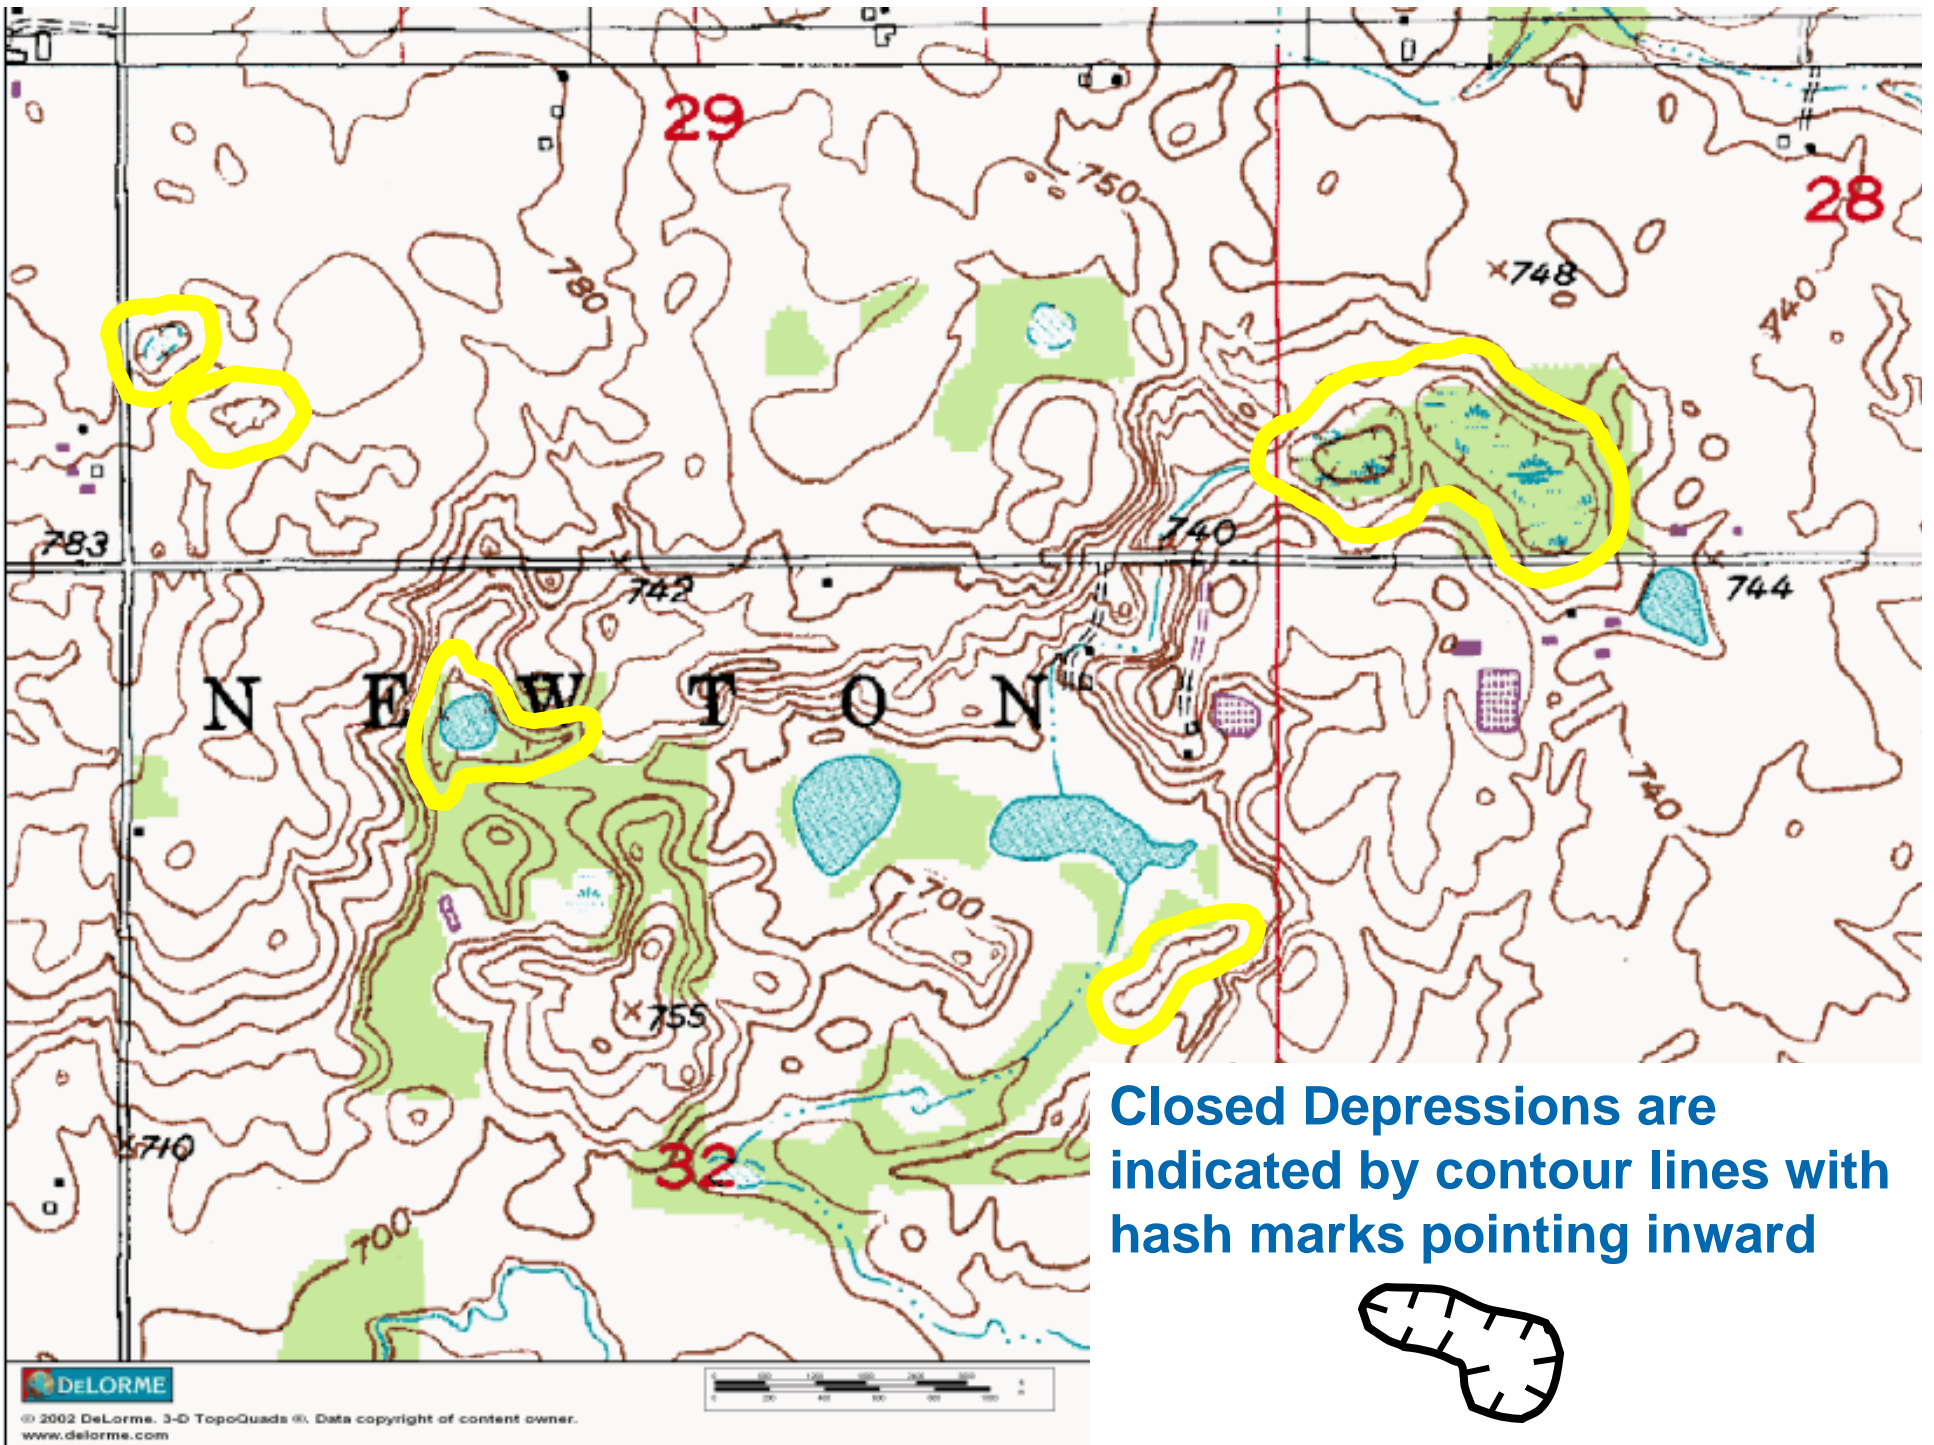 29
750
28
780
748
740
783
740
742
744
N E W T O N
740
700
755
710
32
700
Closed Depressions are
indicated by contour lines with
hash marks pointing inward
DELORME
© 2002 DeLorme. 3-D TopoQuads ®. Data copyright of content owner.
www.delorme.com